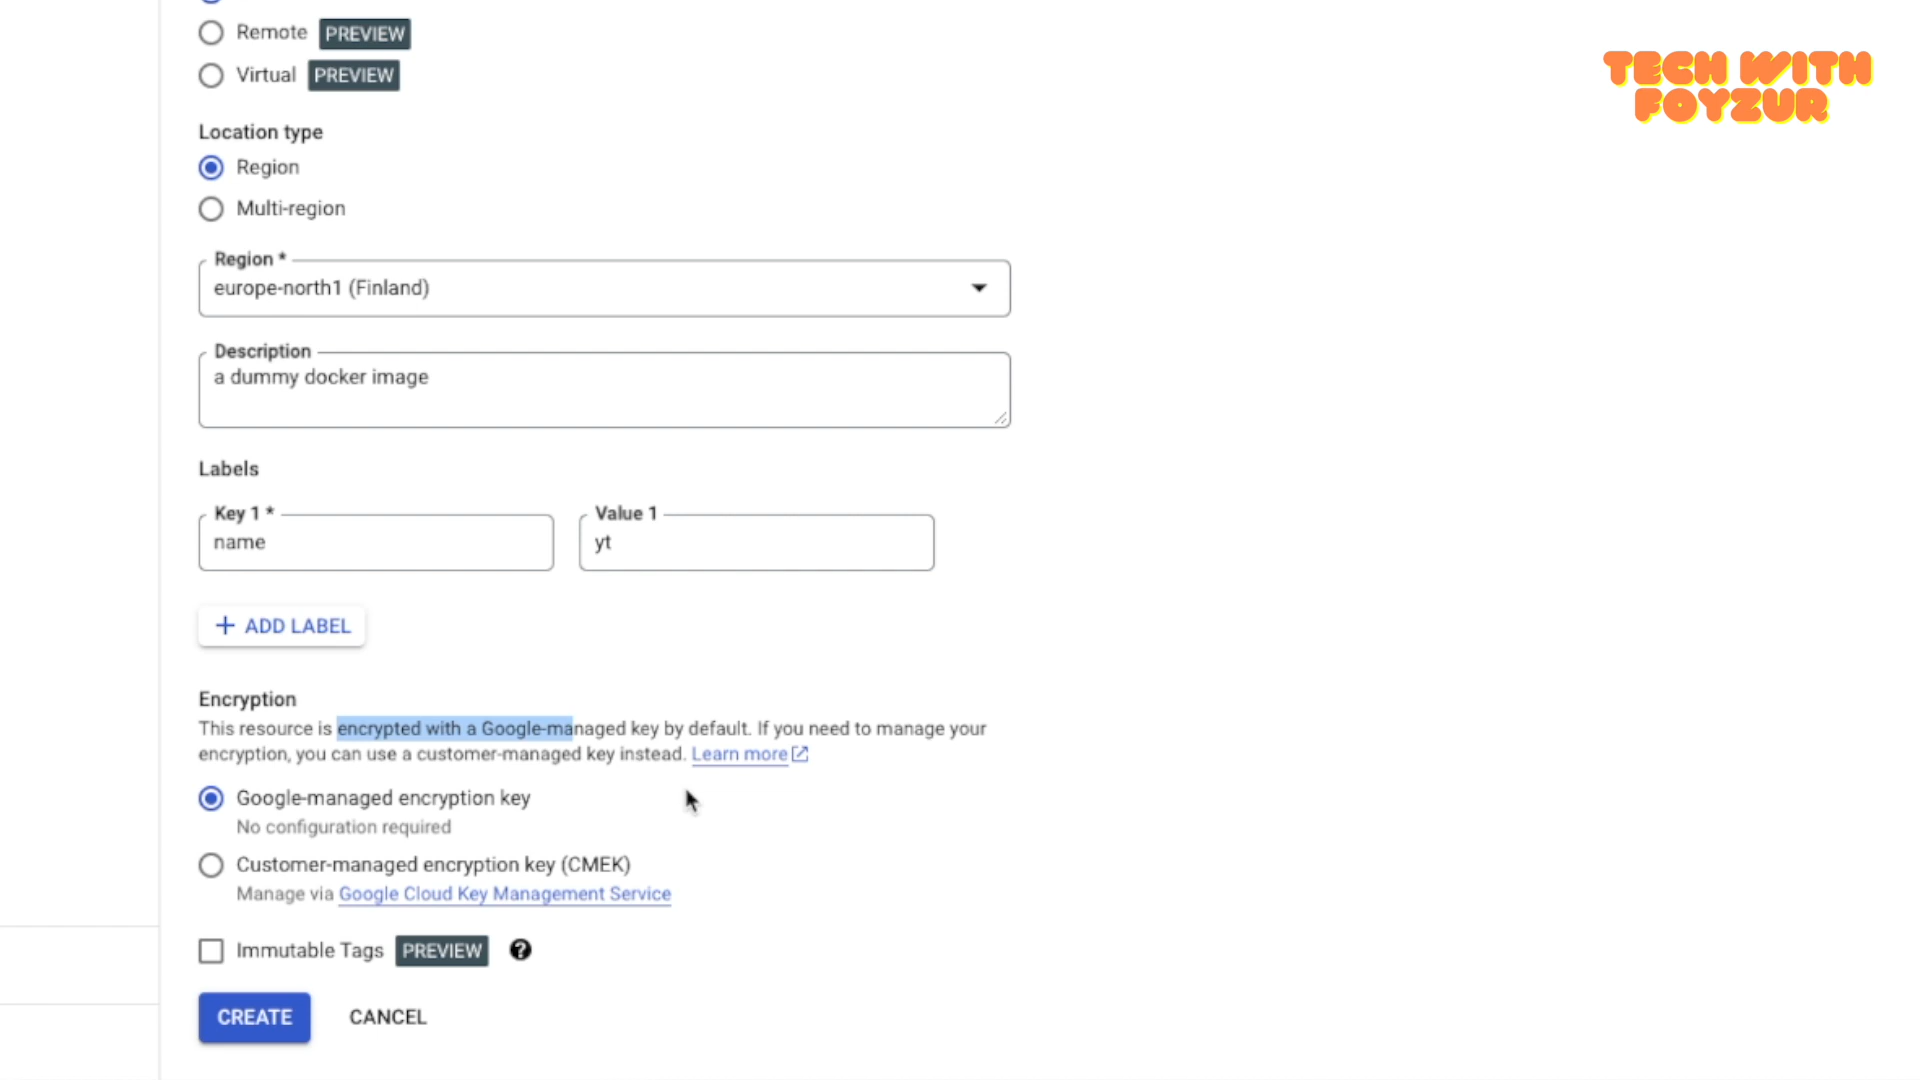 Remote PREVIEW
Virtual PREVIEW
TECH WITH
FOYZUR
Location type
Region
Multi-region
Region *
europe-north1 (Finland)
Description
a dummy docker image
Labels
Key 1 *
name
Value 1
yt
+ ADD LABEL
Encryption
This resource is encrypted with a Google-managed key by default. If you need to manage your
encryption, you can use a customer-managed key instead. Learn more
Google-managed encryption key
No configuration required
Customer-managed encryption key (CMEK)
Manage via Google Cloud Key Management Service
Immutable Tags PREVIEW ?
CREATE CANCEL